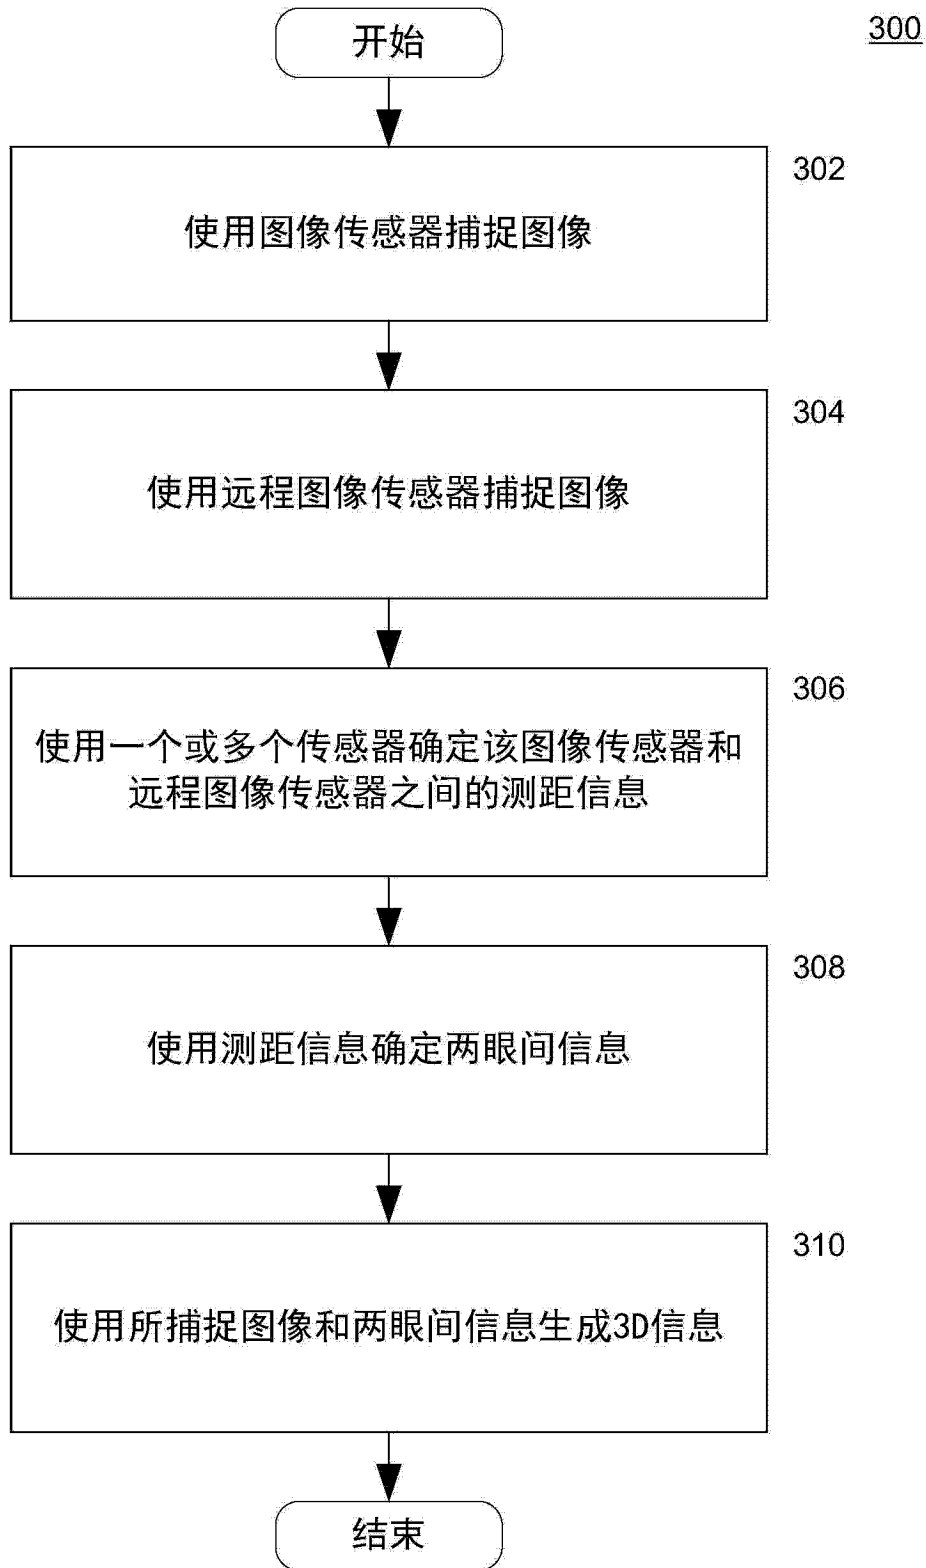 开始
300
302
使用图像传感器捕捉图像
304
使用远程图像传感器捕捉图像
306
使用一个或多个传感器确定该图像传感器和
远程图像传感器之间的测距信息
308
使用测距信息确定两眼间信息
310
使用所捕捉图像和两眼间信息生成3D信息
结束